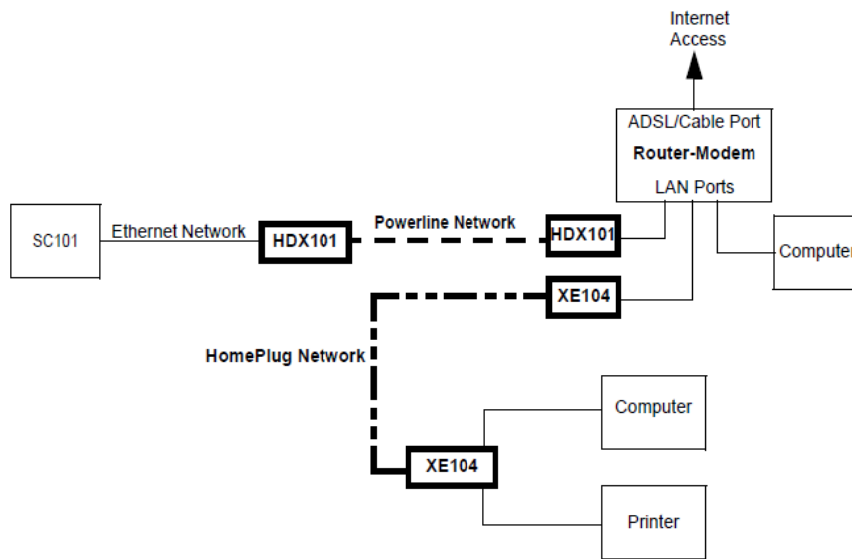 Internet
Access
ADSL/Cable Port
Router-Modem
LAN Ports
Powerline Network
SC101
Ethernet Network
HDX101
HDX101
Computer
XE104
HomePlug Network
Computer
XE104
Printer